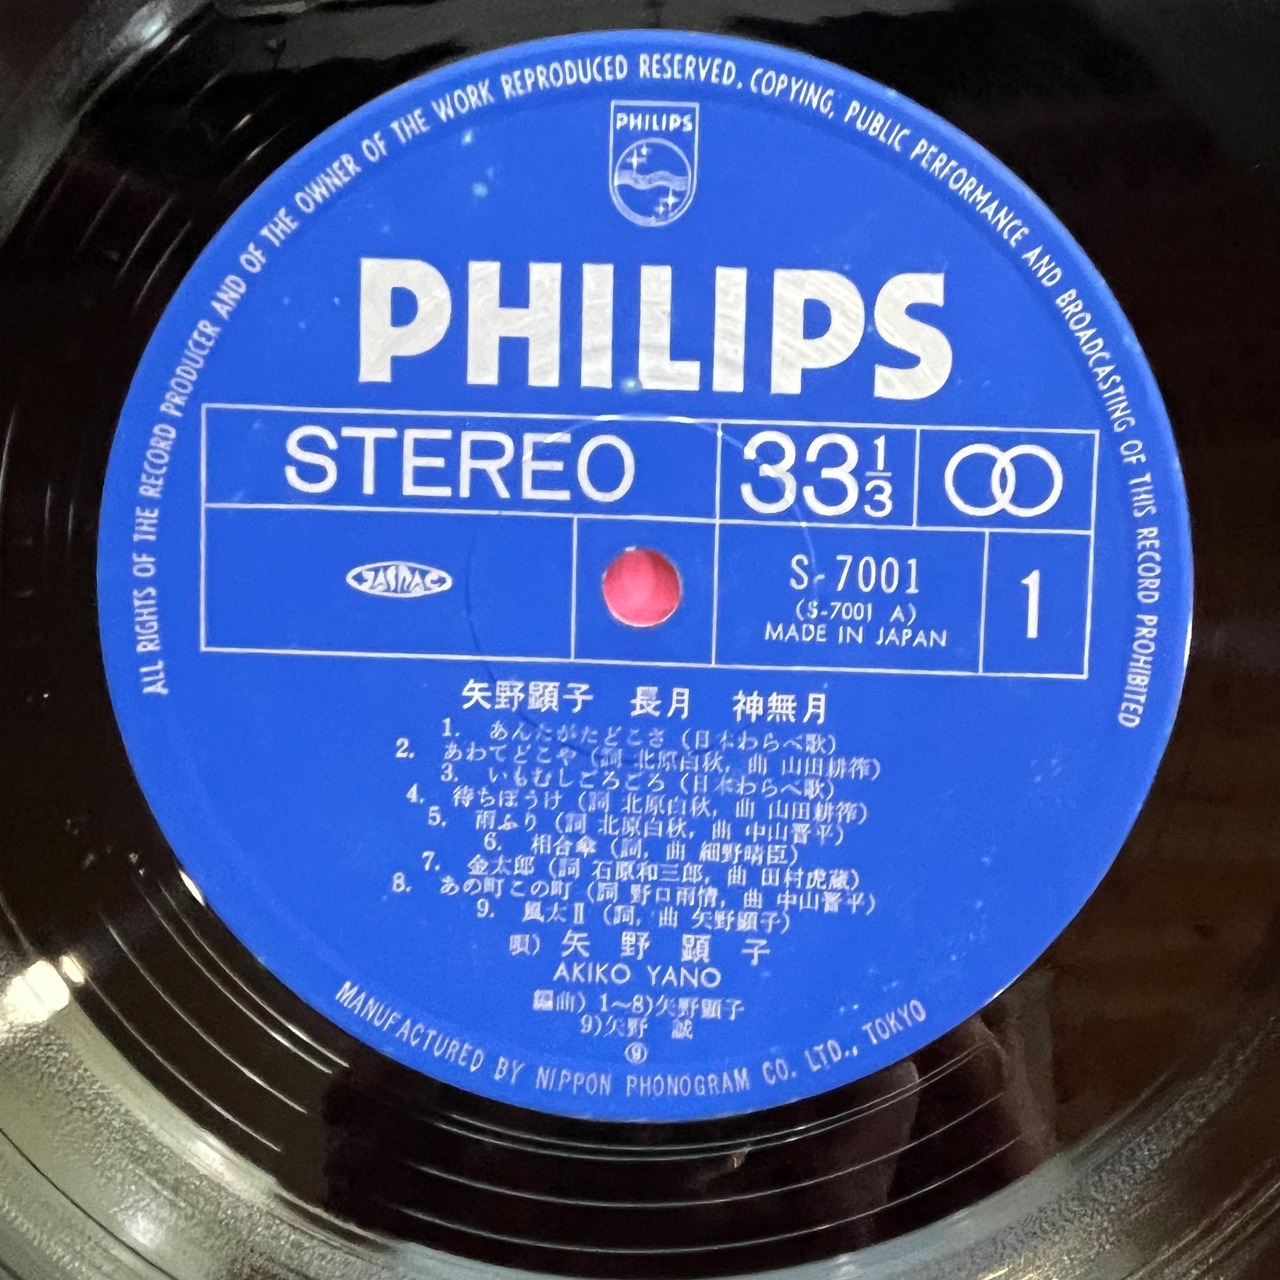 ALL RIGHTS OF THE RECORD PRODUCER AND OF THE OWNER OF THE WORK REPRODUCED RESERVED. COPYING, PUBLIC PERFORMANCE AND BROADCASTING OF THIS RECORD PROHIBITED
PHILIPS
PHILIPS
STEREO 33 1/3
JASRAC
S-7001
(S-7001 A)
MADE IN JAPAN
1
矢野顕子 長月 神無月
1. あんたがたどこさ (日本わらべ歌)
2. あわてどこや (詞 北原白秋, 曲 山田耕筰)
3. いもむしごろごろ (日本わらべ歌)
4. 待ちぼうけ (詞 北原白秋, 曲 山田耕筰)
5. 雨ふり (詞 北原白秋, 曲 中山晋平)
6. 相合傘 (詞, 曲 細野晴臣)
7. 金太郎 (詞 石原和三郎, 曲 田村虎蔵)
8. あの町この町 (詞 野口雨情, 曲 中山晋平)
9. 風太Ⅱ (詞, 曲 矢野顕子)
唄) 矢野顕子
AKIKO YANO
編曲) 1~8)矢野顕子
9)矢野 誠
⑨
MANUFACTURED BY NIPPON PHONOGRAM CO. LTD., TOKYO